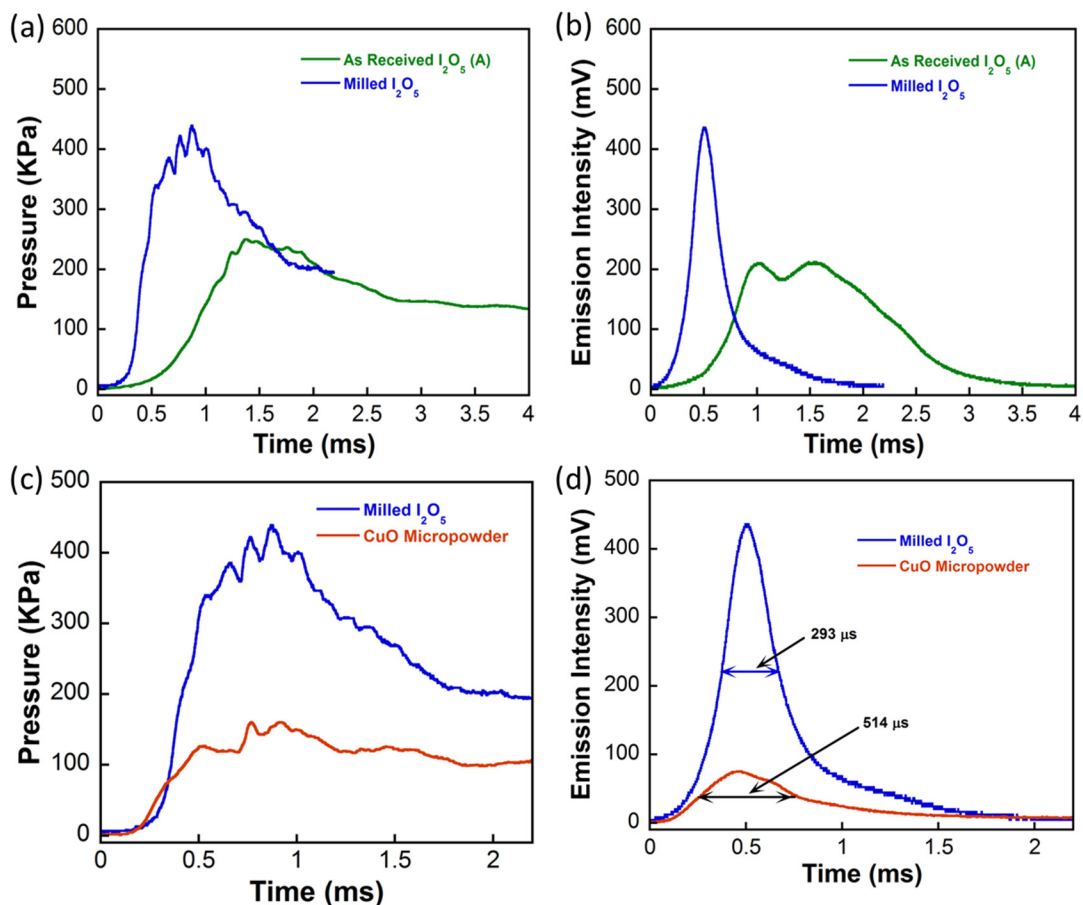 (a)
600
500
400
300
200
100
0
Pressure (KPa)
As Received I₂O₅ (A)
Milled I₂O₅
0 0.5 1 1.5 2 2.5 3 3.5 4
Time (ms)
(b)
600
500
400
300
200
100
0
Emission Intensity (mV)
As Received I₂O₅ (A)
Milled I₂O₅
0 0.5 1 1.5 2 2.5 3 3.5 4
Time (ms)
(c)
500
400
300
200
100
0
Pressure (KPa)
Milled I₂O₅
CuO Micropowder
0 0.5 1 1.5 2
Time (ms)
(d)
500
400
300
200
100
0
Emission Intensity (mV)
Milled I₂O₅
CuO Micropowder
293 μs
514 μs
0 0.5 1 1.5 2
Time (ms)